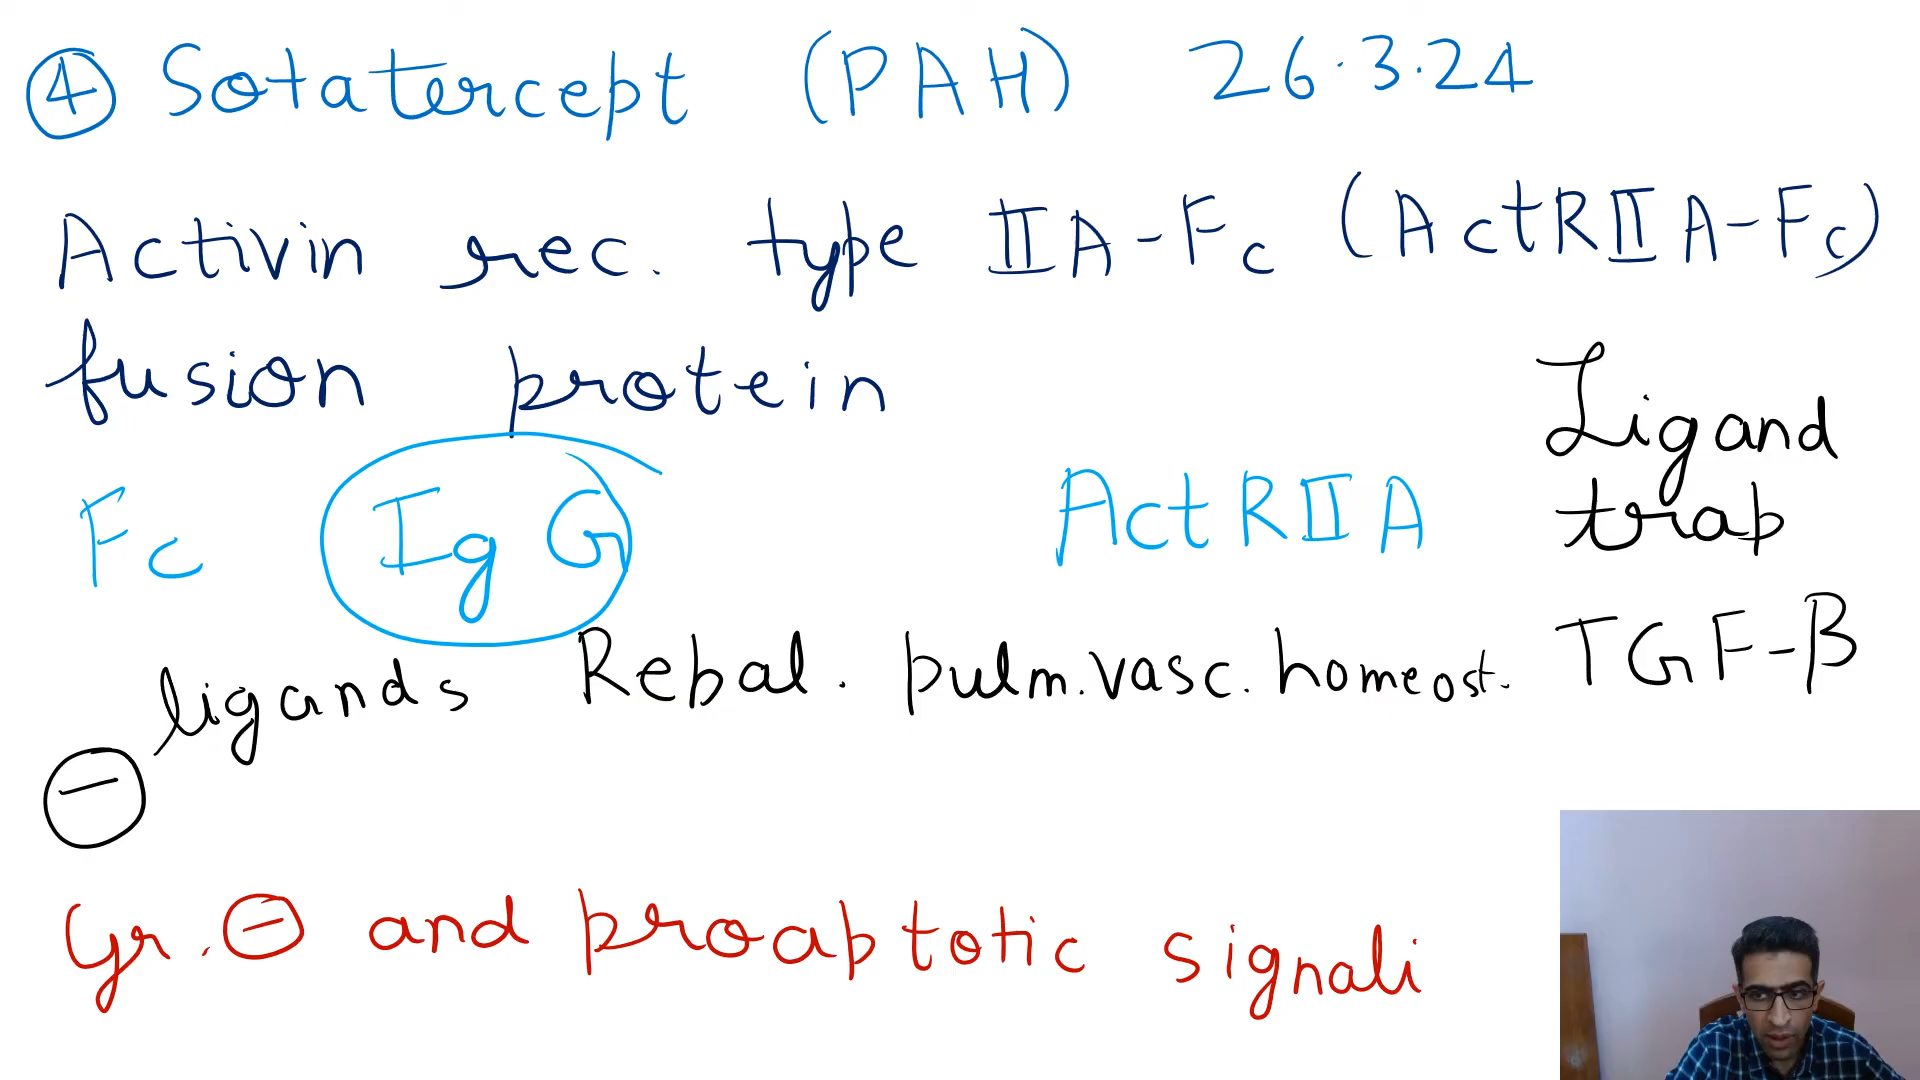 ④ Sotatercept (PAH) 26.3.24
Activin rec. type IIA-Fc (ActRIIA-Fc)
fusion protein
Ligand
Fc IgG ActRIIA trap
ligands Rebal. pulm. vasc. homeost. TGF-β
⊖
Gr. ⊖ and proaptotic signali